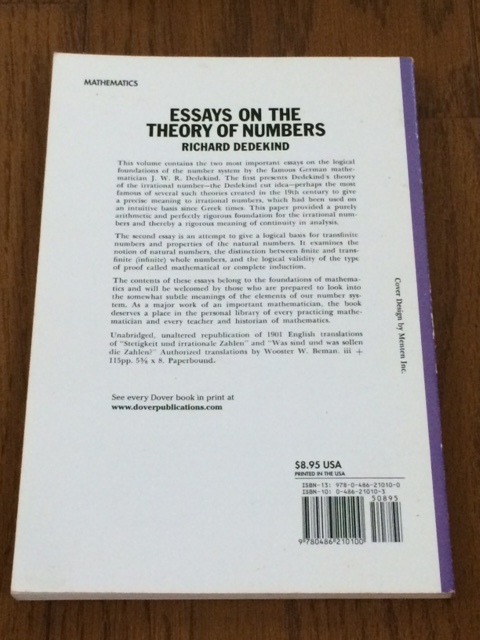 MATHEMATICS
ESSAYS ON THE
THEORY OF NUMBERS
RICHARD DEDEKIND
This volume contains the two most important essays on the logical
foundations of the number system by the famous German mathe-
matician J. W. R. Dedekind. The first presents Dedekind's theory
of the irrational number—the Dedekind cut idea—perhaps the most
famous of several such theories created in the 19th century to give
a precise meaning to irrational numbers, which had been used on
an intuitive basis since Greek times. This paper provided a purely
arithmetic and perfectly rigorous foundation for the irrational num-
bers and thereby a rigorous meaning of continuity in analysis.
The second essay is an attempt to give a logical basis for transfinite
numbers and properties of the natural numbers. It examines the
notion of natural numbers, the distinction between finite and trans-
finite (infinite) whole numbers, and the logical validity of the type
of proof called mathematical or complete induction.
The contents of these essays belong to the foundations of mathema-
tics and will be welcomed by those who are prepared to look into
the somewhat subtle meanings of the elements of our number sys-
tem. As a major work of an important mathematician, the book
deserves a place in the personal library of every practicing mathe-
matician and every teacher and historian of mathematics.
Unabridged, unaltered republication of 1901 English translations
of "Stetigkeit und irrationale Zahlen" and "Was sind und was sollen
die Zahlen?" Authorized translations by Wooster W. Beman. iii +
115pp. 5⅜ x 8. Paperbound.
See every Dover book in print at
www.doverpublications.com
Cover Design by Menten Inc.
$8.95 USA
PRINTED IN THE USA
ISBN-13: 978-0-486-21010-0
ISBN-10: 0-486-21010-3
50895
9 780486 210100